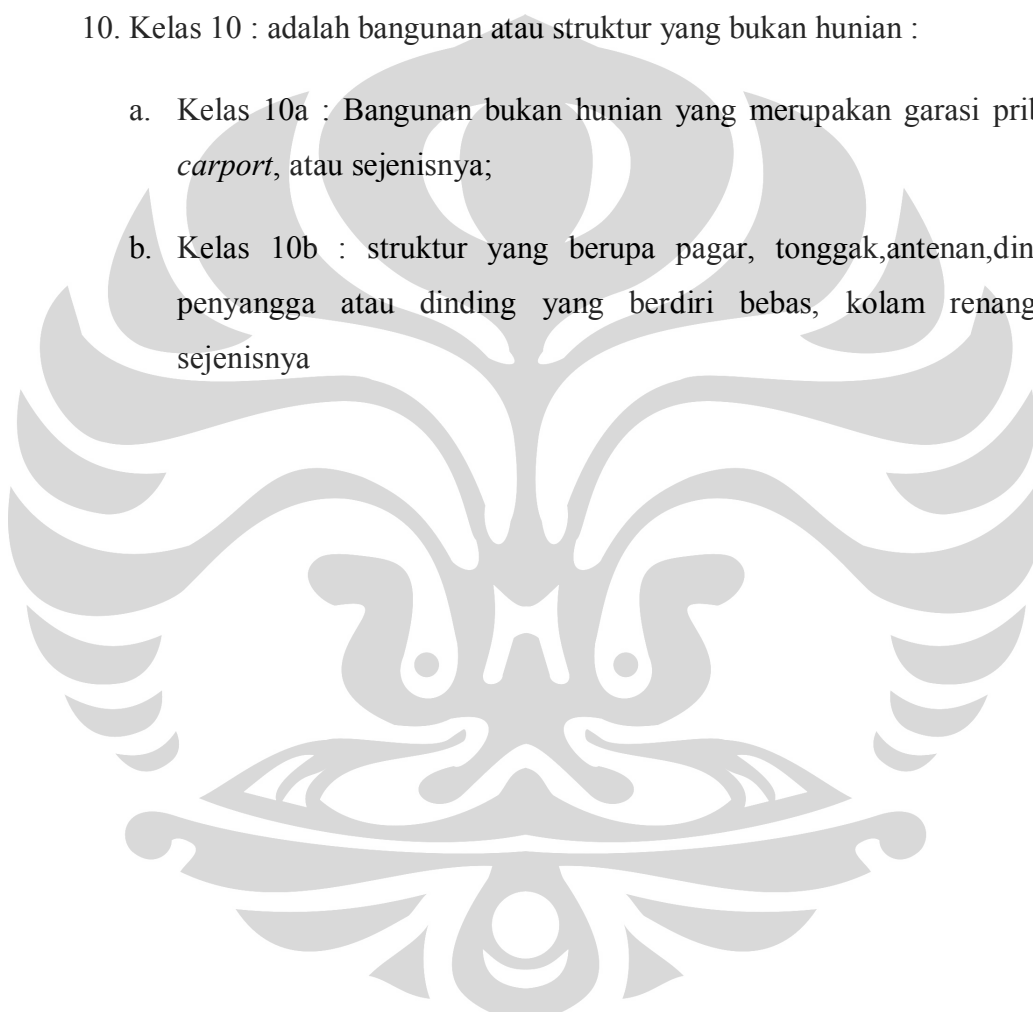 10. Kelas 10 : adalah bangunan atau struktur yang bukan hunian :
a. Kelas 10a : Bangunan bukan hunian yang merupakan garasi
carport, atau sejenisnya;
b. Kelas 10b : struktur yang berupa pagar, tonggak,antenan,
penyangga atau dinding yang berdiri bebas, kolam renang
sejenisnya